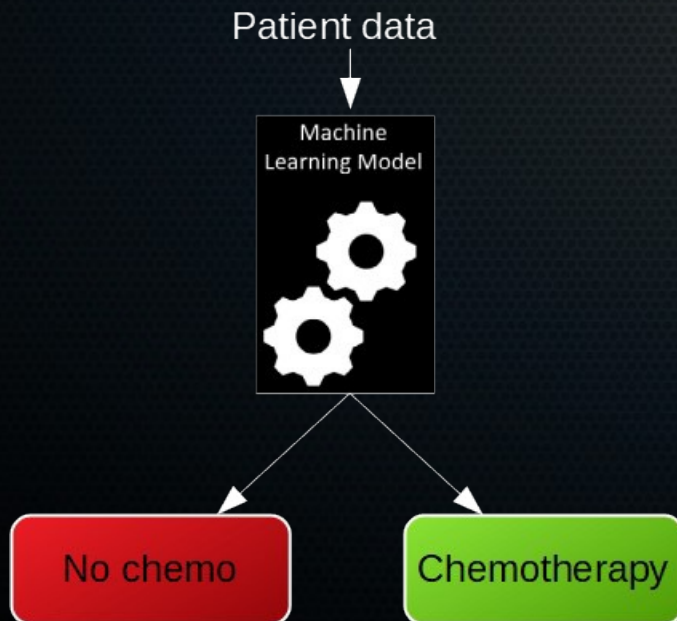 Patient data
Machine
Learning Model
No chemo
Chemotherapy